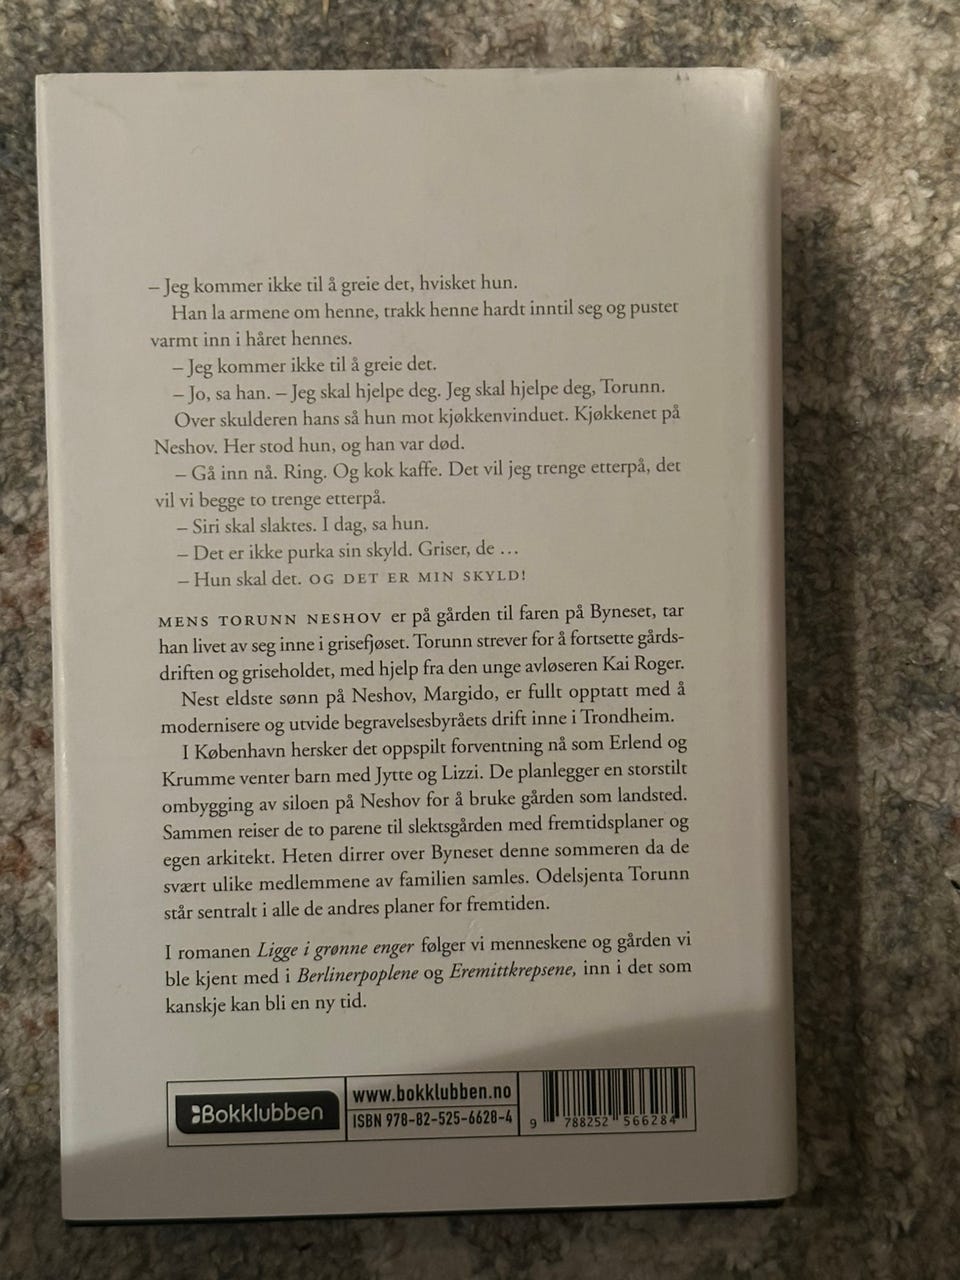 – Jeg kommer ikke til å greie det, hvisket hun.
Han la armene om henne, trakk henne hardt inntil seg og pustet
varmt inn i håret hennes.
– Jeg kommer ikke til å greie det.
– Jo, sa han. – Jeg skal hjelpe deg. Jeg skal hjelpe deg, Torunn.
Over skulderen hans så hun mot kjøkkenvinduet. Kjøkkenet på
Neshov. Her stod hun, og han var død.
– Gå inn nå. Ring. Og kok kaffe. Det vil jeg trenge etterpå, det
vil vi begge to trenge etterpå.
– Siri skal slaktes. I dag, sa hun.
– Det er ikke purka sin skyld. Griser, de ...
– Hun skal det. OG DET ER MIN SKYLD!
MENS TORUNN NESHOV er på gården til faren på Byneset, tar
han livet av seg inne i grisefjøset. Torunn strever for å fortsette gårds-
driften og griseholdet, med hjelp fra den unge avløseren Kai Roger.
Nest eldste sønn på Neshov, Margido, er fullt opptatt med å
modernisere og utvide begravelsesbyråets drift inne i Trondheim.
I København hersker det oppspilt forventning nå som Erlend og
Krumme venter barn med Jytte og Lizzi. De planlegger en storstilt
ombygging av siloen på Neshov for å bruke gården som landsted.
Sammen reiser de to parene til slektsgården med fremtidsplaner og
egen arkitekt. Heten dirrer over Byneset denne sommeren da de
svært ulike medlemmene av familien samles. Odelsjenta Torunn
står sentralt i alle de andres planer for fremtiden.
I romanen Ligge i grønne enger følger vi menneskene og gården vi
ble kjent med i Berlinerpoplene og Eremittkrepsene, inn i det som
kanskje kan bli en ny tid.
Bokklubben
www.bokklubben.no
ISBN 978-82-525-6628-4
9 788252 566284